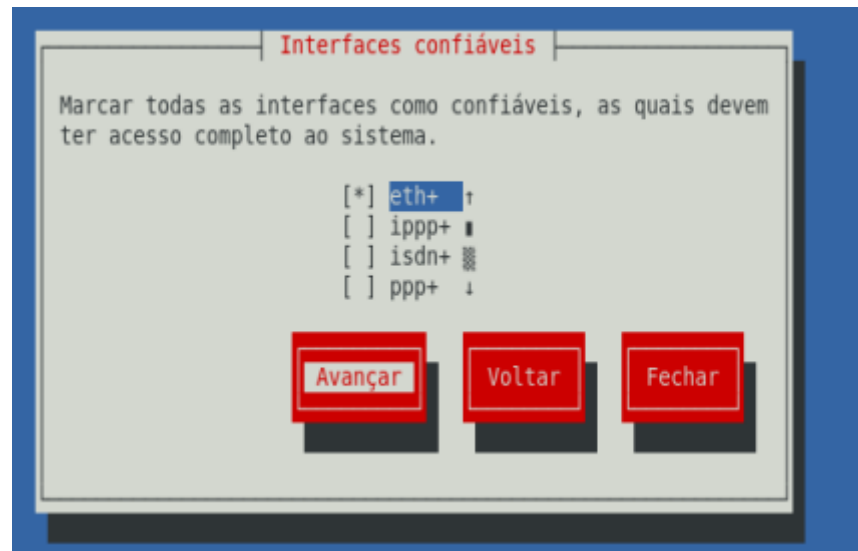 Interfaces confiáveis
Marcar todas as interfaces como confiáveis, as quais devem
ter acesso completo ao sistema.
[*] eth+ ↑
[ ] ippp+
[ ] isdn+
[ ] ppp+ ↓
Avançar Voltar Fechar